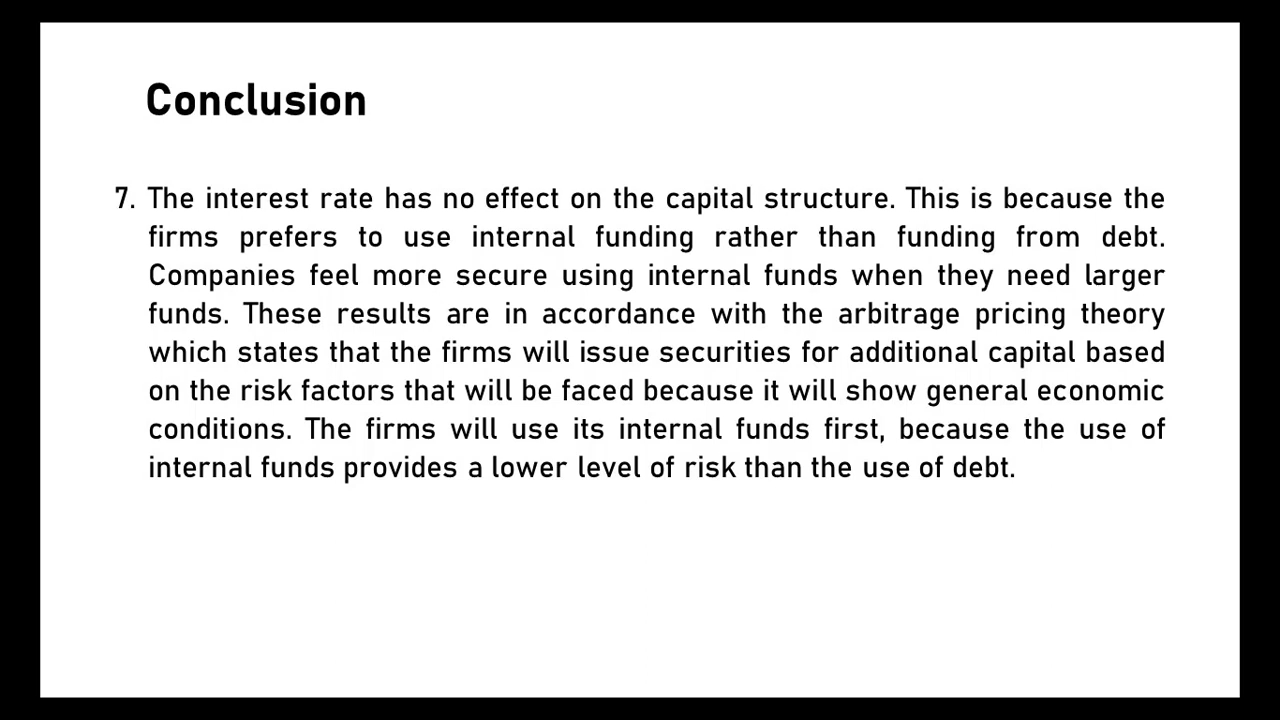 Conclusion
7. The interest rate has no effect on the capital structure. This is because the
firms prefers to use internal funding rather than funding from debt.
Companies feel more secure using internal funds when they need larger
funds. These results are in accordance with the arbitrage pricing theory
which states that the firms will issue securities for additional capital based
on the risk factors that will be faced because it will show general economic
conditions. The firms will use its internal funds first, because the use of
internal funds provides a lower level of risk than the use of debt.